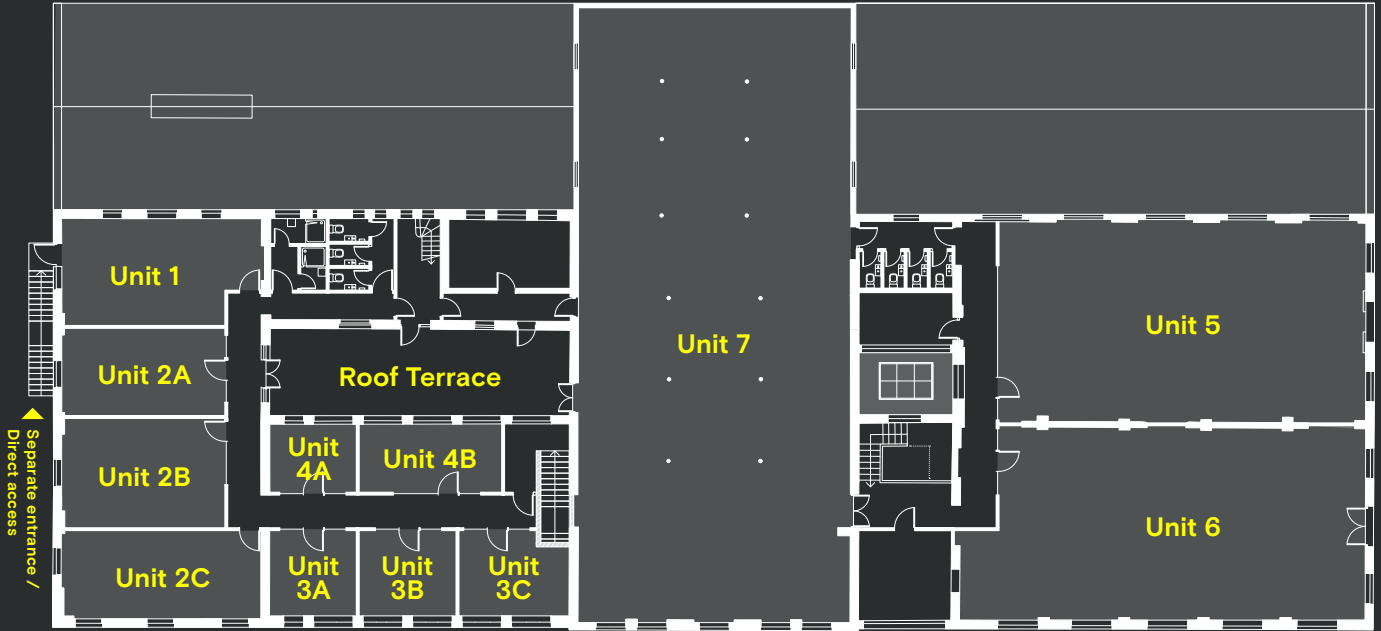 Unit 1
Unit 2A
Unit 2B
Unit 2C
Separate entrance /
Direct access
Roof Terrace
Unit
4A
Unit 4B
Unit
3A
Unit
3B
Unit
3C
Unit 7
Unit 5
Unit 6